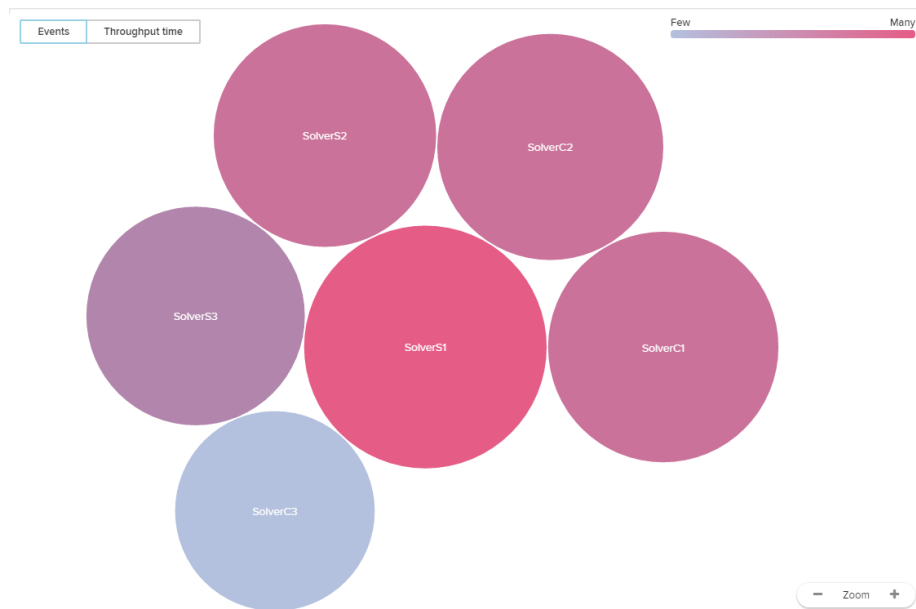 Events
Throughput time
Few
Many
SolverS2
SolverC2
SolverS3
SolverS1
SolverC1
SolverC3
Zoom